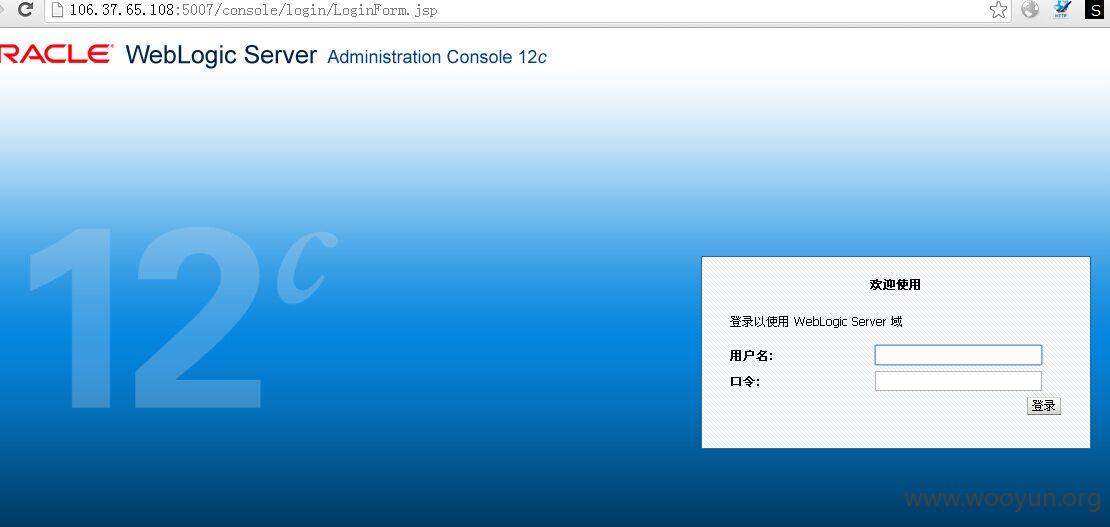 106.37.65.108:5007/console/login/LoginForm.jsp
RACLE® WebLogic Server Administration Console 12c
12c
欢迎使用
登录以使用 WebLogic Server 域
用户名:
口令:
登录
www.wooyun.org